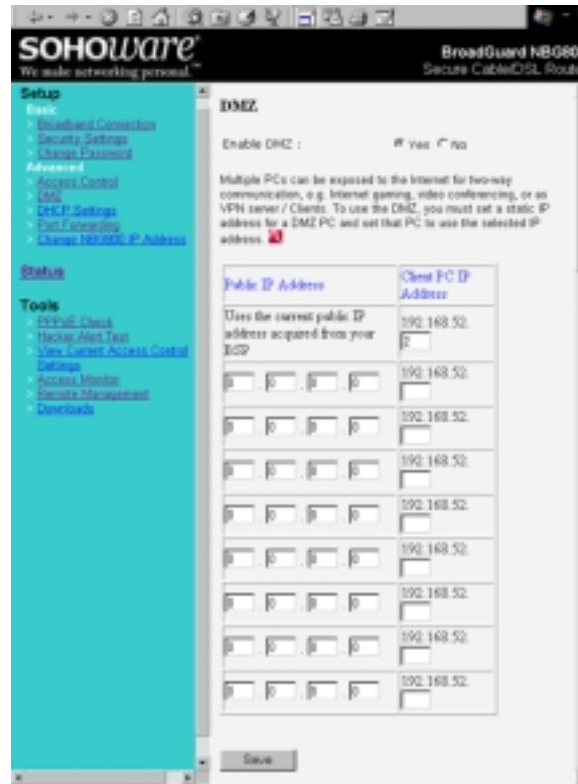 SOHOware
We make networking personal.™
BroadGuard NBG80
Secure Cable/DSL Route
Setup
Basic
> Broadband Connection
> Security Settings
> Change Password
Advanced
> Access Control
> DMZ
> DHCP Settings
> Port Forwarding
> Change NBG800 IP Address
Status
Tools
> PPPoE Check
> Hacker Alert Test
> View Current Access Control
Settings
> Access Monitor
> Remote Management
> Downloads
DMZ
Enable DMZ : Yes No
Multiple PCs can be exposed to the Internet for two-way
communication, e.g. Internet gaming, video conferencing, or as
VPN server / Clients. To use the DMZ, you must set a static IP
address for a DMZ PC and set that PC to use the selected IP
address.
Public IP Address
Client PC IP
Address
Uses the current public IP
address acquired from your
ISP
192.168.52.
2
0 . 0 . 0 . 0 192.168.52.
0 . 0 . 0 . 0 192.168.52.
0 . 0 . 0 . 0 192.168.52.
0 . 0 . 0 . 0 192.168.52.
0 . 0 . 0 . 0 192.168.52.
0 . 0 . 0 . 0 192.168.52.
0 . 0 . 0 . 0 192.168.52.
0 . 0 . 0 . 0 192.168.52.
Save